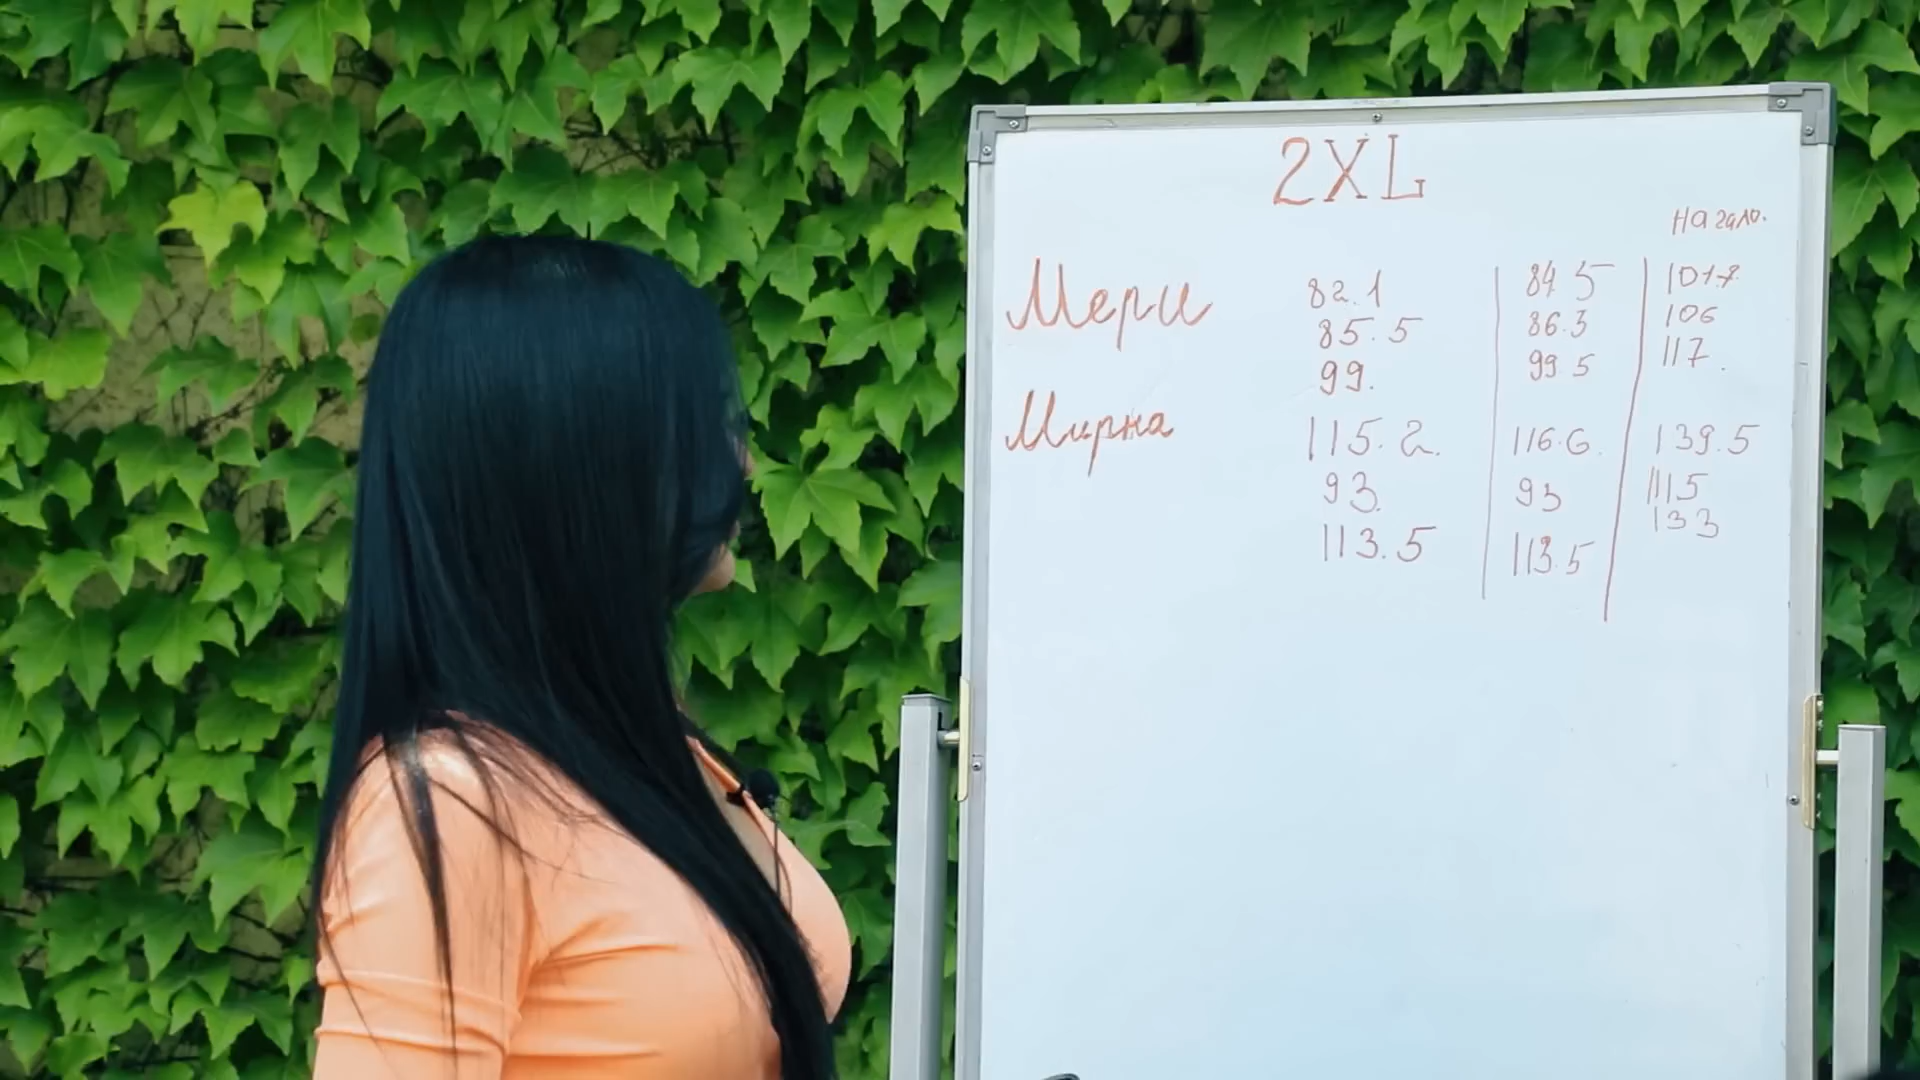 2XL
Начало.
Мери 82.1 84.5 101.7
85.5 86.3 106
99. 99.5 117.
Мирна 115.2. 116.6. 139.5
93. 93 115
113.5 113.5 133